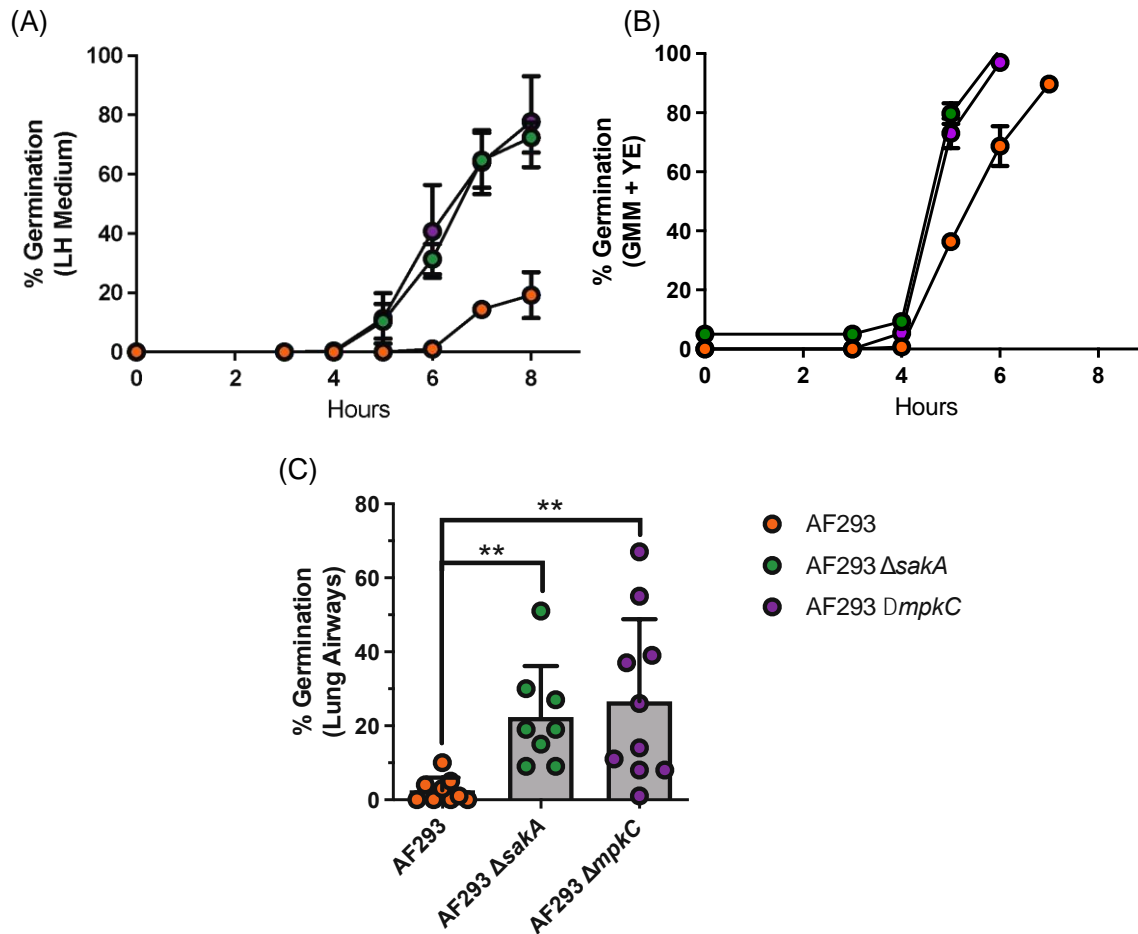 (A)
100
80
60
40
20
0
% Germination
(LH Medium)
0 2 4 6 8
Hours
(B)
100
80
60
40
20
0
% Germination
(GMM + YE)
0 2 4 6 8
Hours
(C)
80
60
40
20
0
% Germination
(Lung Airways)
**
**
AF293
AF293 ΔsakA
AF293 ΔmpkC
AF293
AF293 ΔsakA
AF293 DmpkC